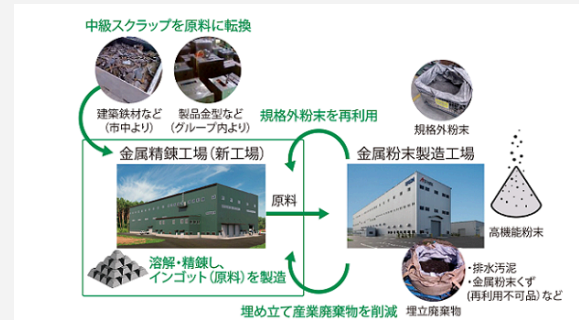 中級スクラップを原料に転換
建築鉄材など
(市中より)
製品金型など
(グループ内より)
規格外粉末を再利用
規格外粉末
金属精錬工場(新工場)
金属粉末製造工場
原料
高機能粉末
溶解・精錬し、
インゴット(原料)を製造
・排水汚泥
・金属粉末くず
(再利用不可品)など
埋立廃棄物
埋め立て産業廃棄物を削減